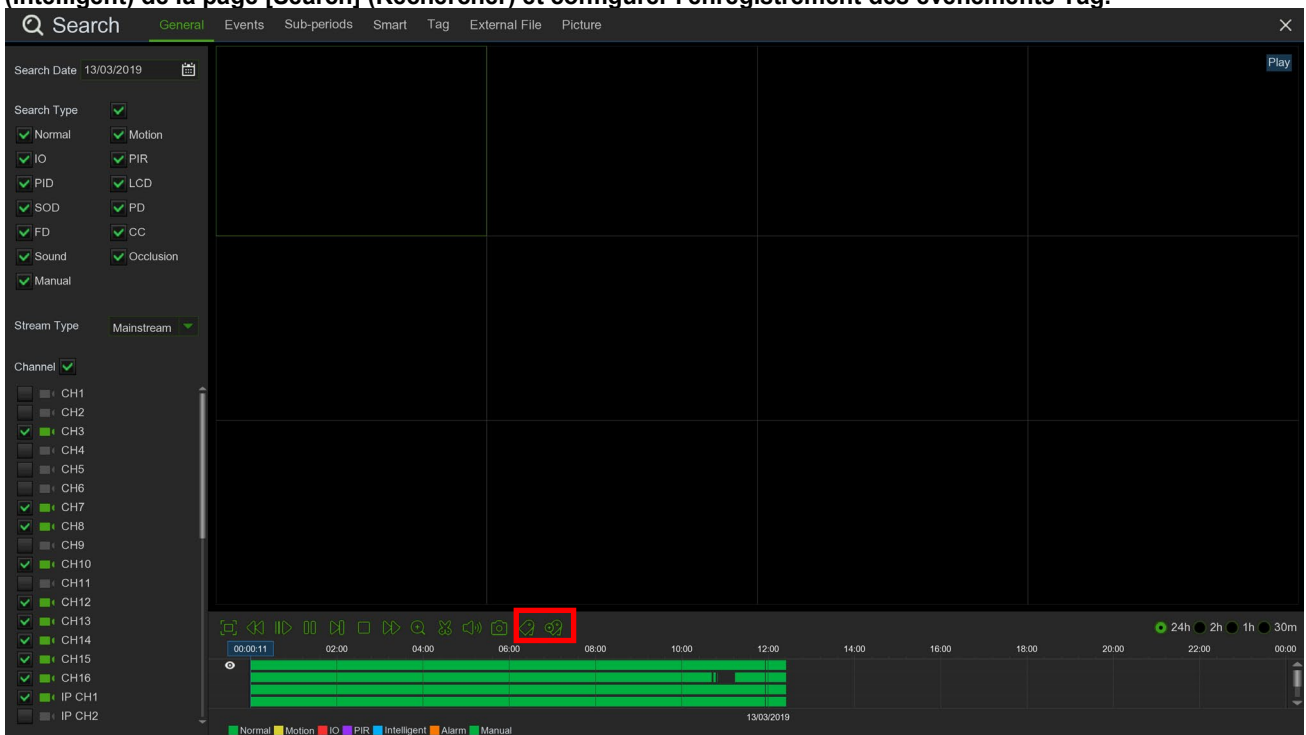 (Intelligent) de la page [Search] (Rechercher) et configurer l'enregistrement des événements Tag.
Search General Events Sub-periods Smart Tag External File Picture
Search Date 13/03/2019
Play
Search Type
Normal Motion
IO PIR
PID LCD
SOD PD
FD CC
Sound Occlusion
Manual
Stream Type Mainstream
Channel
CH1
CH2
CH3
CH4
CH5
CH6
CH7
CH8
CH9
CH10
CH11
CH12
CH13
CH14
CH15
CH16
IP CH1
IP CH2
24h 2h 1h 30m
00:00:11 02:00 04:00 06:00 08:00 10:00 12:00 14:00 16:00 18:00 20:00 22:00 00:00
13/03/2019
Normal Motion IO PIR Intelligent Alarm Manual